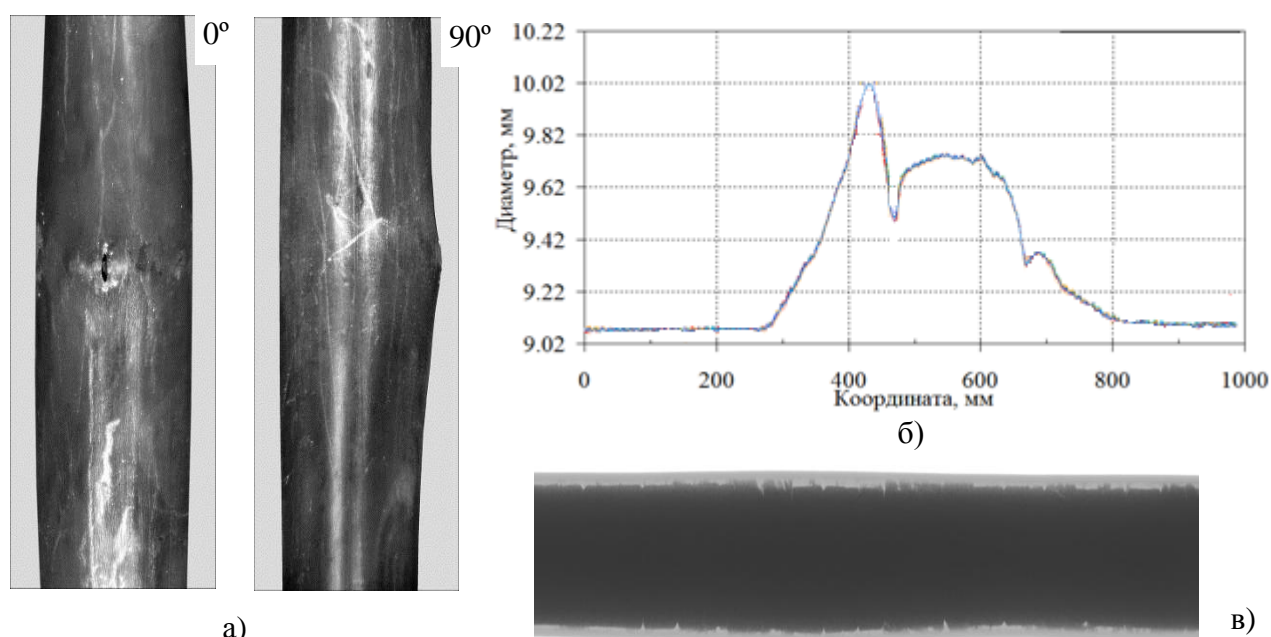 0º
90º
а)
10.22
10.02
9.82
9.62
9.42
9.22
9.02
Диаметр, мм
0 200 400 600 800 1000
Координата, мм
б)
в)